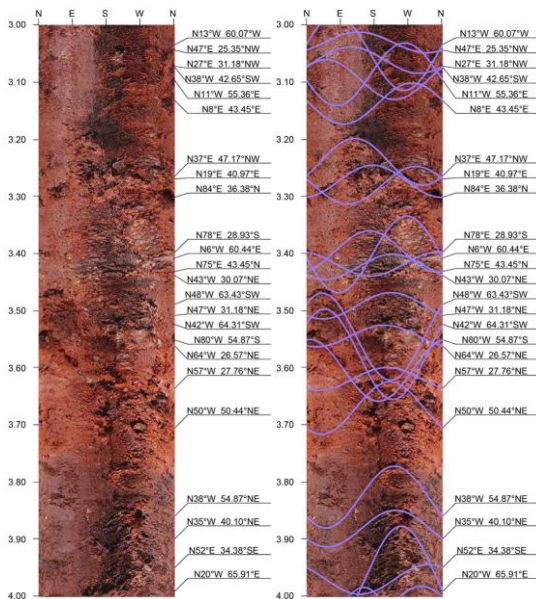 N E S W N
3.00
N13°W 60.07°W
N47°E 25.35°NW
N27°E 31.18°NW
N38°W 42.65°SW
3.10
N11°W 55.36°E
N8°E 43.45°E
3.20
N37°E 47.17°NW
N19°E 40.97°E
N84°E 36.38°N
3.30
N78°E 28.93°S
N6°W 60.44°E
3.40
N75°E 43.45°N
N43°W 30.07°NE
N48°W 63.43°SW
3.50
N47°W 31.18°NE
N42°W 64.31°SW
N80°W 54.87°S
N64°W 26.57°NE
3.60
N57°W 27.76°NE
N50°W 50.44°NE
3.70
3.80
N38°W 54.87°NE
N35°W 40.10°NE
3.90
N52°E 34.38°SE
N20°W 65.91°E
4.00
N E S W N
3.00
N13°W 60.07°W
N47°E 25.35°NW
N27°E 31.18°NW
N38°W 42.65°SW
3.10
N11°W 55.36°E
N8°E 43.45°E
3.20
N37°E 47.17°NW
N19°E 40.97°E
N84°E 36.38°N
3.30
N78°E 28.93°S
N6°W 60.44°E
3.40
N75°E 43.45°N
N43°W 30.07°NE
N48°W 63.43°SW
3.50
N47°W 31.18°NE
N42°W 64.31°SW
N80°W 54.87°S
N64°W 26.57°NE
3.60
N57°W 27.76°NE
N50°W 50.44°NE
3.70
3.80
N38°W 54.87°NE
N35°W 40.10°NE
3.90
N52°E 34.38°SE
N20°W 65.91°E
4.00